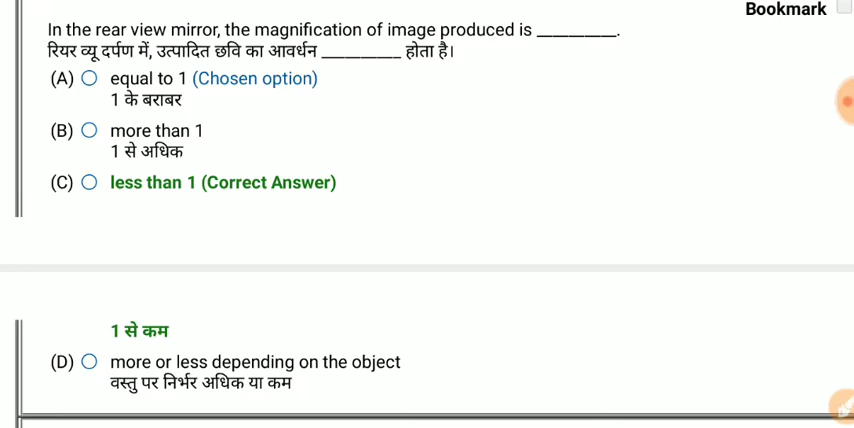 Bookmark
In the rear view mirror, the magnification of image produced is _________.
रियर व्यू दर्पण में, उत्पादित छवि का आवर्धन _________ होता है।
(A) equal to 1 (Chosen option)
1 के बराबर
(B) more than 1
1 से अधिक
(C) less than 1 (Correct Answer)
1 से कम
(D) more or less depending on the object
वस्तु पर निर्भर अधिक या कम